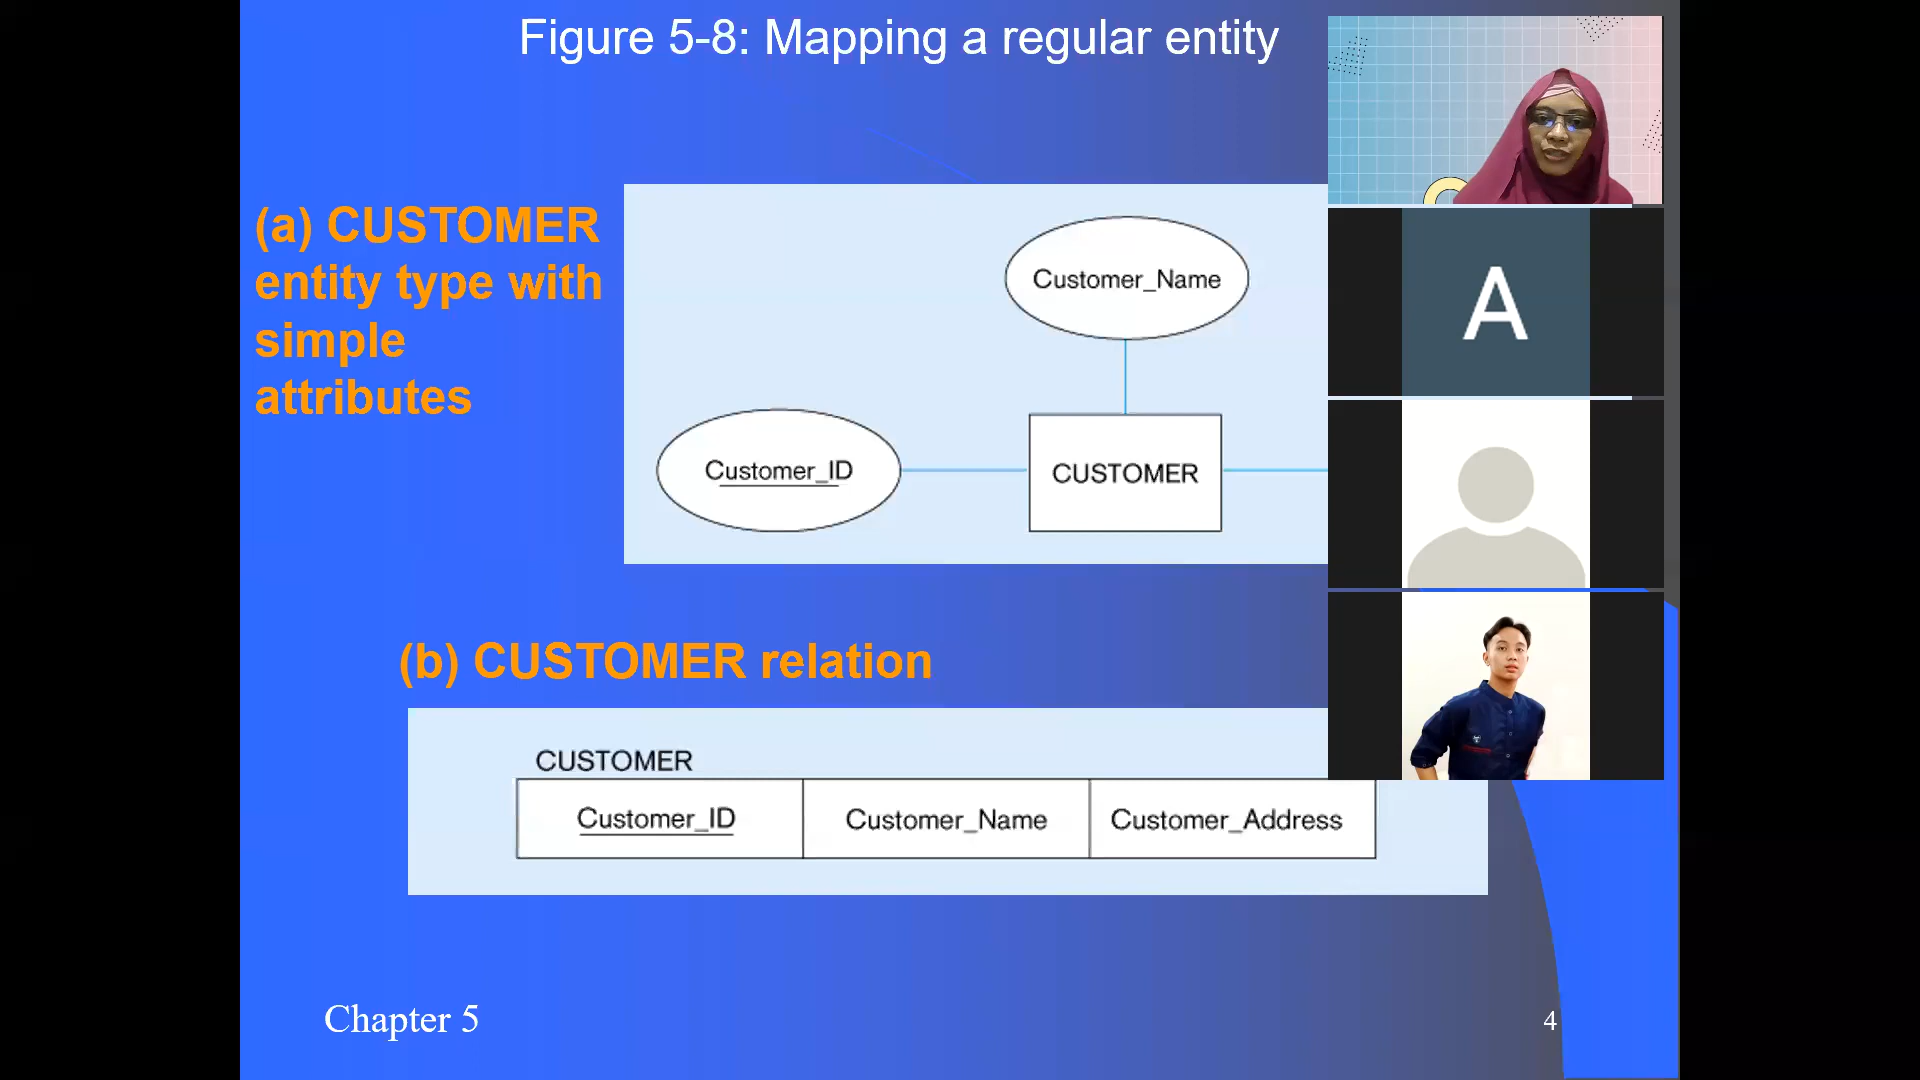 Figure 5-8: Mapping a regular entity
(a) CUSTOMER
entity type with
simple
attributes
Customer_Name
Customer_ID
CUSTOMER
A
(b) CUSTOMER relation
CUSTOMER
Customer_ID
Customer_Name
Customer_Address
Chapter 5
4